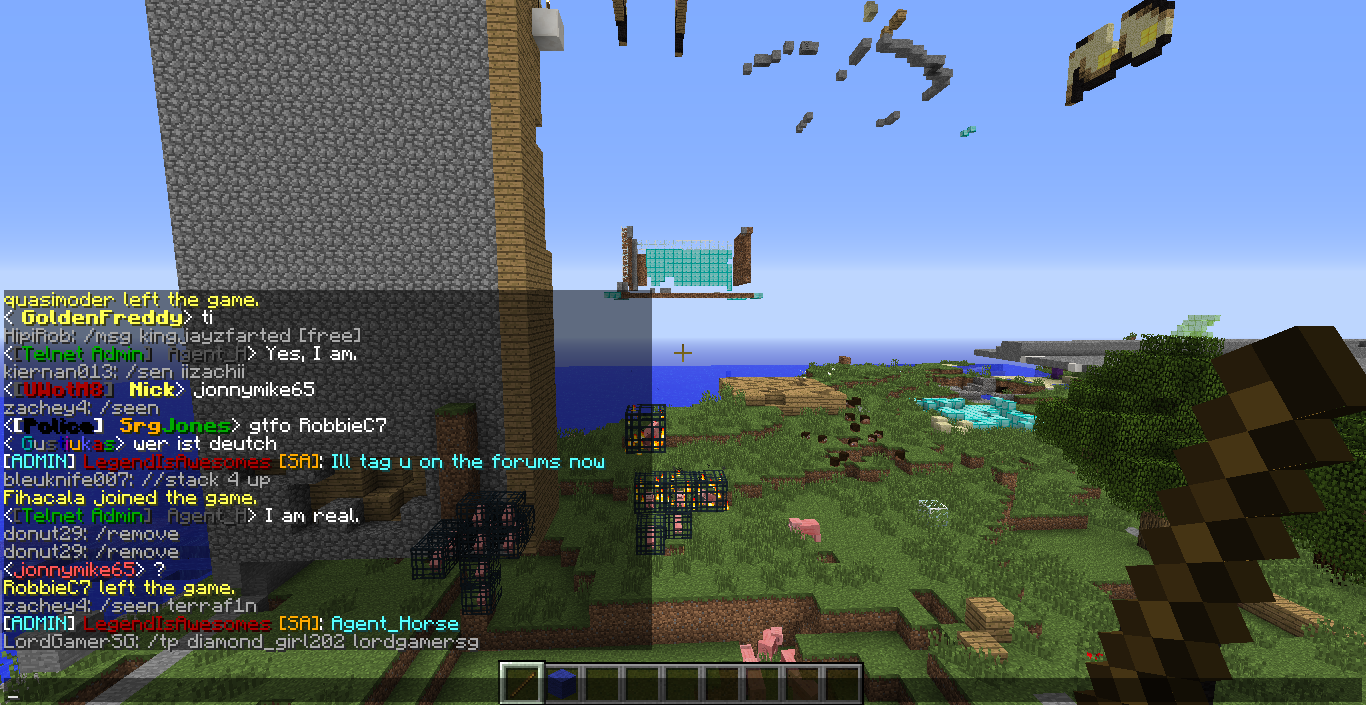 quasimoder left the game.
< GoldenFreddy> ti
HipiRob: /msg kingjayzfarted [free]
<[Telnet Admin] Agent_H> Yes, I am.
kiernan013: /sen iizachii
<[UWotM8] Nick> jonnymike65
zachey4: /seen
<[Police] SrgJones> gtfo RobbieC7
< Gustiukas> wer ist deutch
[ADMIN] LegendIsAwesomes [SA]: Ill tag u on the forums now
bleuknife007: //stack 4 up
Fihacala joined the game.
<[Telnet Admin] Agent_H> I am real.
donut29: /remove
donut29: /remove
<jonnymike65> ?
RobbieC7 left the game.
zachey4: /seen terraf1n
[ADMIN] LegendIsAwesomes [SA]: Agent_Horse
LordGamerSG: /tp diamond_girl202 lordgamersg
_